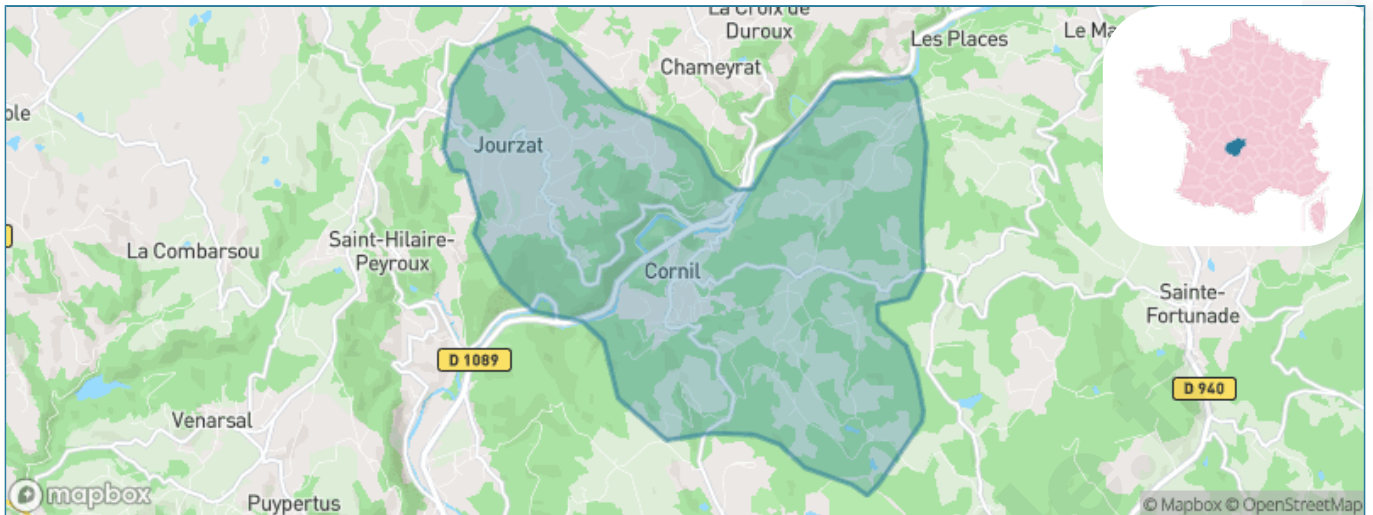 La Croix de
Duroux
Les Places
Le Ma
Chameyrat
ole
Jourzat
La Combarsou
Saint-Hilaire-
Peyroux
Cornil
Sainte-
Fortunade
D 1089
D 940
Venarsal
Puypertus
mapbox
© Mapbox © OpenStreetMap